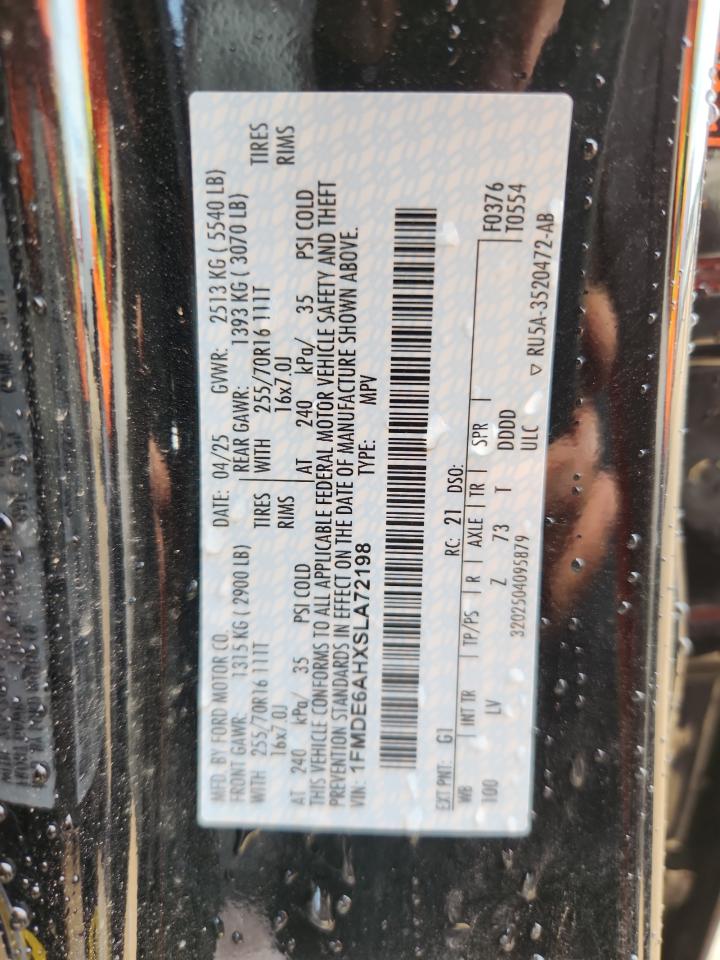 MFD. BY FORD MOTOR CO.
DATE: 04/25 GVWR: 2513 KG ( 5540 LB)
FRONT GAWR: 1315 KG ( 2900 LB)
REAR GAWR: 1393 KG ( 3070 LB)
WITH 255/70R16 111T TIRES
WITH 255/70R16 111T TIRES
16x7.0J RIMS
16x7.0J RIMS
AT 240 kPa/ 35 PSI COLD
AT 240 kPa/ 35 PSI COLD
THIS VEHICLE CONFORMS TO ALL APPLICABLE FEDERAL MOTOR VEHICLE SAFETY AND THEFT
PREVENTION STANDARDS IN EFFECT ON THE DATE OF MANUFACTURE SHOWN ABOVE.
VIN: 1FMDE6AHXSLA72198 TYPE: MPV
EXT PNT: G1 RC: 21 DSO: F0376
WB INT TR TP/PS R AXLE TR SPR T0554
100 LV Z 73 T DDDD
ULC
3202504095879 ▽ RU5A-3520472-AB